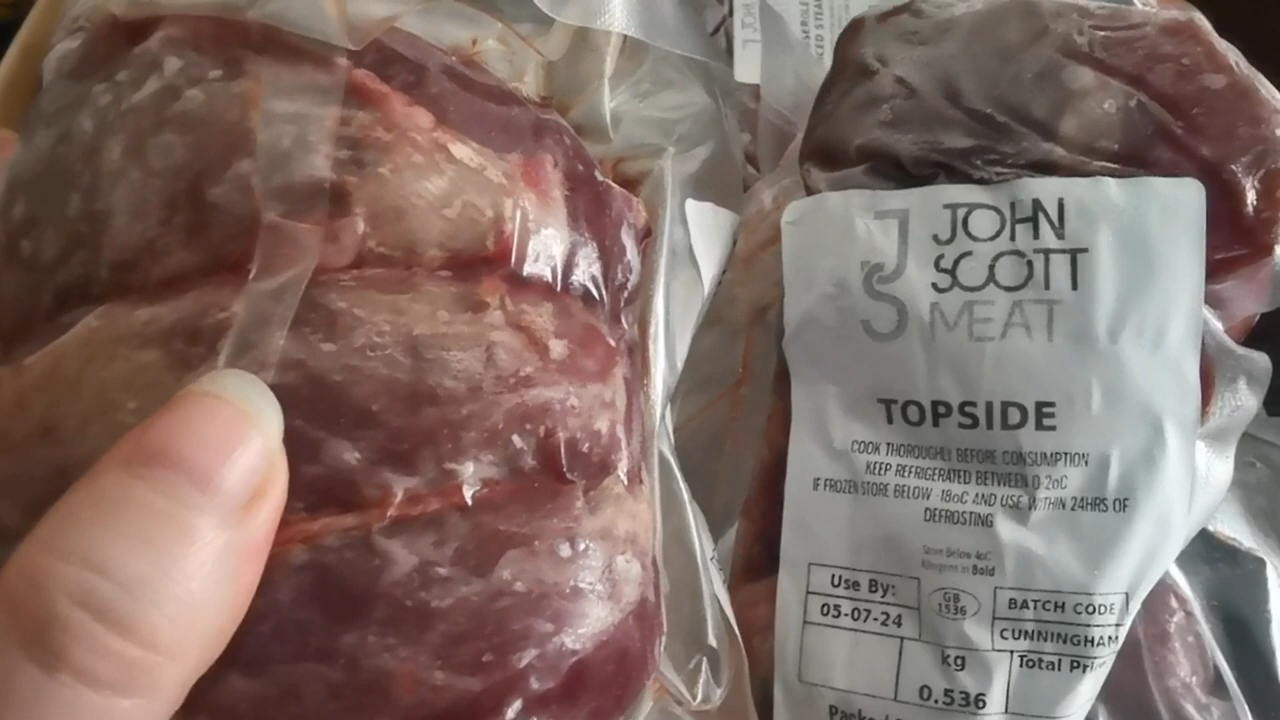 JOHN
SCOTT
MEAT
JS
TOPSIDE
COOK THOROUGHLY BEFORE CONSUMPTION
KEEP REFRIGERATED BETWEEN 0-2oC
IF FROZEN STORE BELOW -18oC AND USE WITHIN 24HRS OF
DEFROSTING
Store Below 4oC
Allergens in Bold
Use By:
05-07-24
GB
1536
BATCH CODE
CUNNINGHAM
kg
0.536
Total